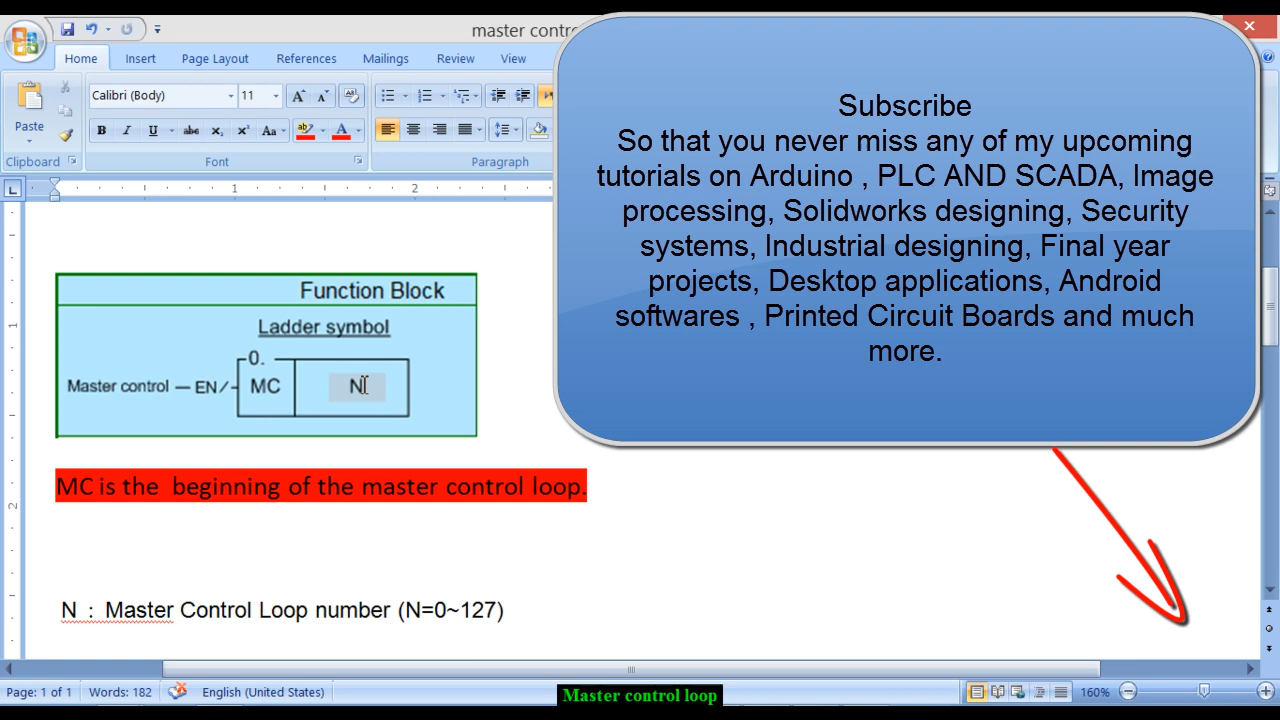 master contro
Home Insert Page Layout References Mailings Review View
Calibri (Body) 11
Paste
Clipboard Font Paragraph
Subscribe
So that you never miss any of my upcoming
tutorials on Arduino , PLC AND SCADA, Image
processing, Solidworks designing, Security
systems, Industrial designing, Final year
projects, Desktop applications, Android
softwares , Printed Circuit Boards and much
more.
1 2
1
2
Function Block
Ladder symbol
0.
Master control — EN/ MC N
MC is the beginning of the master control loop.
N : Master Control Loop number (N=0~127)
Page: 1 of 1 Words: 182 English (United States) 160%
Master control loop